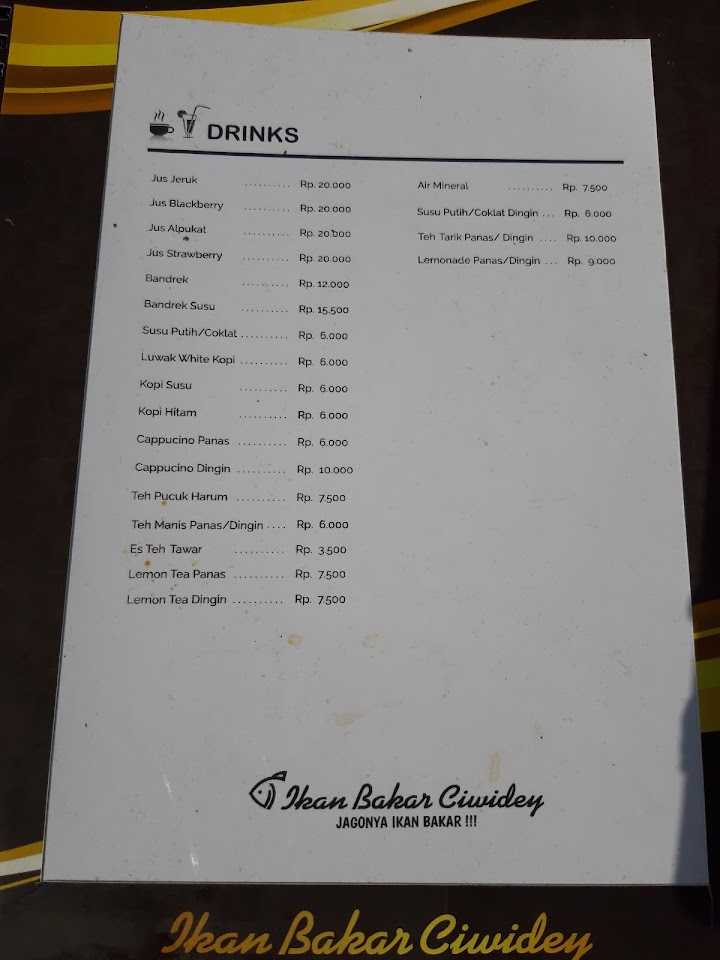 DRINKS
Jus Jeruk .......... Rp. 20.000
Jus Blackberry .......... Rp. 20.000
Jus Alpukat .......... Rp. 20.000
Jus Strawberry .......... Rp. 20.000
Bandrek .......... Rp. 12.000
Bandrek Susu .......... Rp. 15.500
Susu Putih/Coklat .......... Rp. 6.000
Luwak White Kopi .......... Rp. 6.000
Kopi Susu .......... Rp. 6.000
Kopi Hitam .......... Rp. 6.000
Cappucino Panas .......... Rp. 6.000
Cappucino Dingin .......... Rp. 10.000
Teh Pucuk Harum .......... Rp. 7.500
Teh Manis Panas/Dingin .... Rp. 6.000
Es Teh Tawar .......... Rp. 3.500
Lemon Tea Panas .......... Rp. 7.500
Lemon Tea Dingin .......... Rp. 7.500
Air Mineral .......... Rp. 7.500
Susu Putih/Coklat Dingin ... Rp. 6.000
Teh Tarik Panas/ Dingin .... Rp. 10.000
Lemonade Panas/Dingin ... Rp. 9.000
Ikan Bakar Ciwidey
JAGONYA IKAN BAKAR !!!
Ikan Bakar Ciwidey